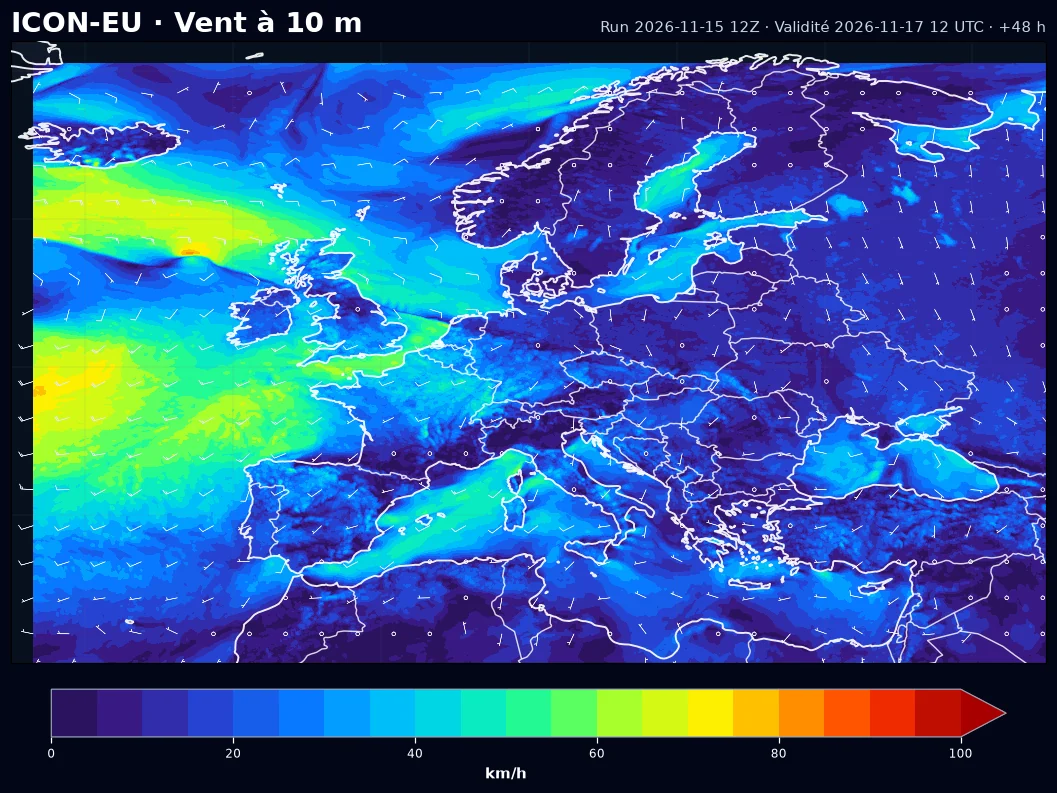 ICON-EU · Vent à 10 m
Run 2026-11-15 12Z · Validité 2026-11-17 12 UTC · +48 h
0 20 40 60 80 100
km/h